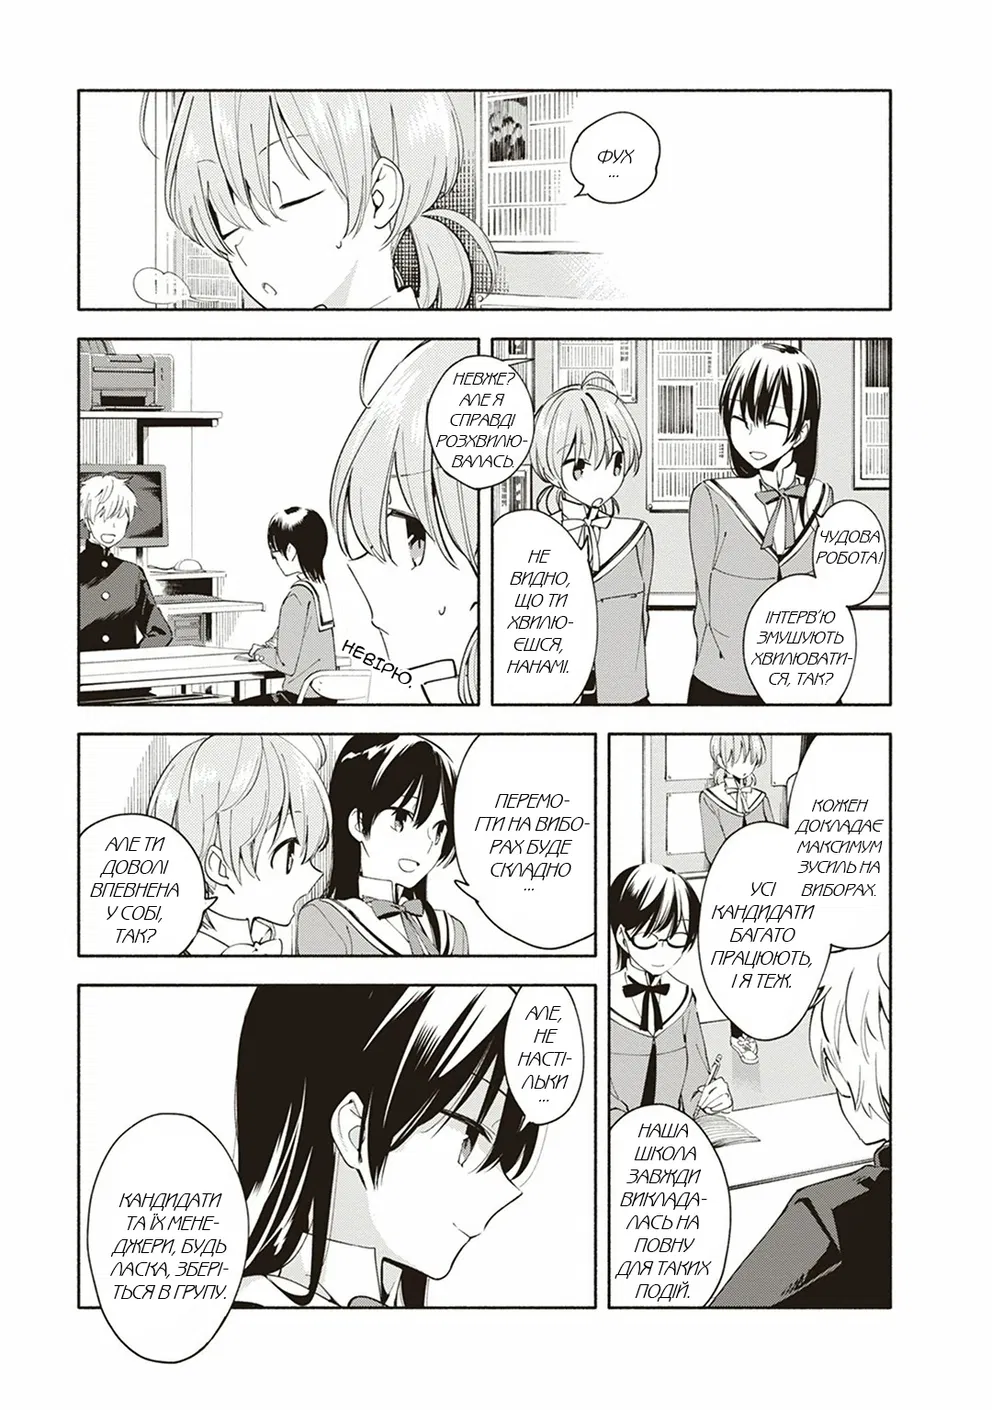 ФУХ
...
ЧУДОВА
РОБОТА!
ІНТЕРВ'Ю
ЗМУШУЮТЬ
ХВИЛЮВАТИ-
СЯ, ТАК?
НЕ
ВИДНО,
ЩО ТИ
ХВИЛЮ-
ЄШСЯ,
НАНАМІ.
НЕВЖЕ?
АЛЕ Я
СПРАВДІ
РОЗХВИЛЮ-
ВАЛАСЬ.
НЕВІРЮ.
КОЖЕН
ДОКЛАДАЄ
МАКСИМУМ
ЗУСИЛЬ НА
ВИБОРАХ.
УСІ
КАНДИДАТИ
БАГАТО
ПРАЦЮЮТЬ,
І Я ТЕЖ.
НАША
ШКОЛА
ЗАВЖДИ
ВИКЛАДА-
ЛАСЬ НА
ПОВНУ
ДЛЯ ТАКИХ
ПОДІЙ.
ПЕРЕМО-
ГТИ НА ВИБО-
РАХ БУДЕ
СКЛАДНО
...
АЛЕ ТИ
ДОВОЛІ
ВПЕВНЕНА
У СОБІ,
ТАК?
АЛЕ,
НЕ
НАСТІ-
ЛЬКИ
...
КАНДИДАТИ
ТА ЇХ МЕНЕ-
ДЖЕРИ, БУДЬ
ЛАСКА, ЗБЕРІ-
ТЬСЯ В ГРУПУ.